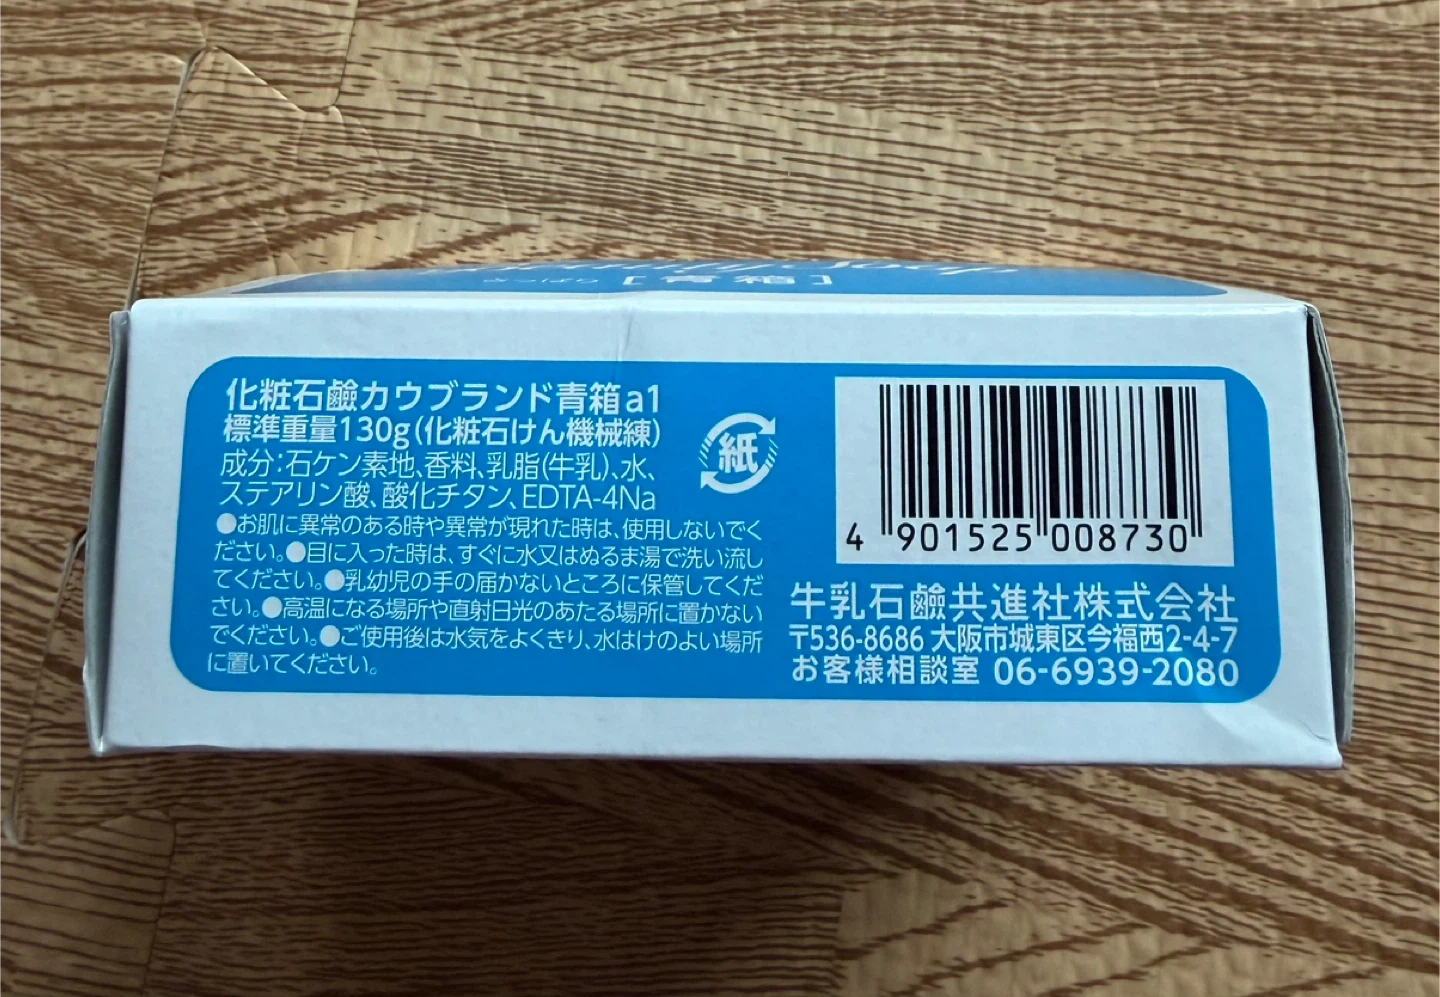 [青箱]
化粧石鹼カウブランド青箱a1
標準重量130g(化粧石けん機械練)
成分:石ケン素地、香料、乳脂(牛乳)、水、
ステアリン酸、酸化チタン、EDTA-4Na
●お肌に異常のある時や異常が現れた時は、使用しないでく
ださい。●目に入った時は、すぐに水又はぬるま湯で洗い流し
てください。●乳幼児の手の届かないところに保管してくだ
さい。●高温になる場所や直射日光のあたる場所に置かない
でください。●ご使用後は水気をよくきり、水はけのよい場所
に置いてください。
紙
4 901525 008730
牛乳石鹼共進社株式会社
〒536-8686 大阪市城東区今福西2-4-7
お客様相談室 06-6939-2080